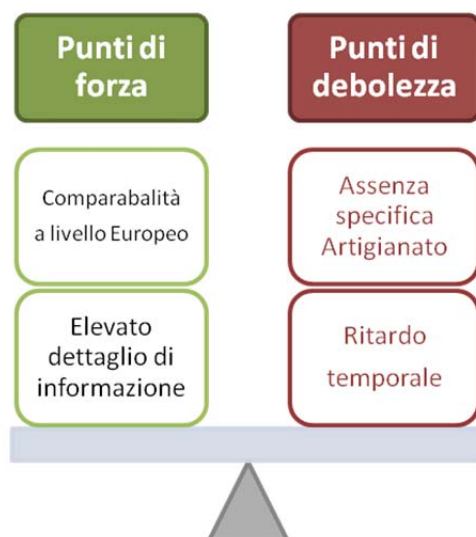 Punti di
forza
Punti di
debolezza
Comparabalità
a livello Europeo
Assenza
specifica
Artigianato
Elevato
dettaglio di
informazione
Ritardo
temporale